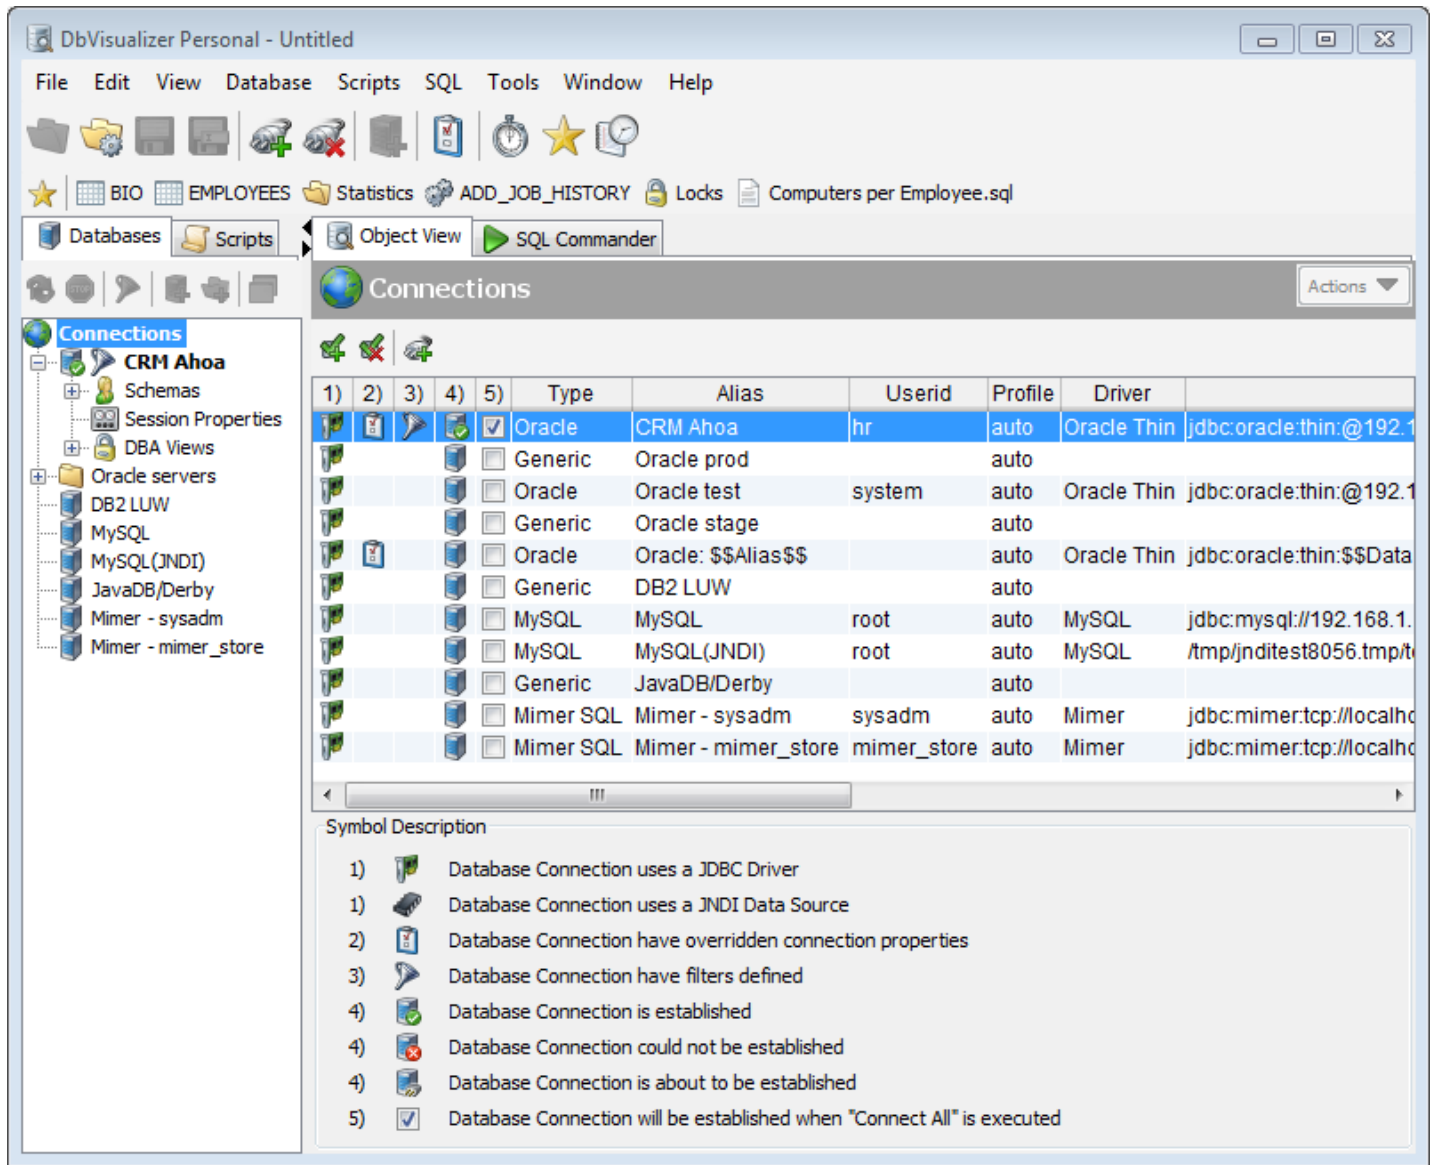 DbVisualizer Personal - Untitled
File Edit View Database Scripts SQL Tools Window Help
BIO EMPLOYEES Statistics ADD_JOB_HISTORY Locks Computers per Employee.sql
Databases Scripts Object View SQL Commander
STOP
Connections Actions
Connections
CRM Ahoa
Schemas
Session Properties
DBA Views
Oracle servers
DB2 LUW
MySQL
MySQL(JNDI)
JavaDB/Derby
Mimer - sysadm
Mimer - mimer_store
1) 2) 3) 4) 5) Type Alias Userid Profile Driver
Oracle CRM Ahoa hr auto Oracle Thin jdbc:oracle:thin:@192.1
Generic Oracle prod auto
Oracle Oracle test system auto Oracle Thin jdbc:oracle:thin:@192.1
Generic Oracle stage auto
Oracle Oracle: $$Alias$$ auto Oracle Thin jdbc:oracle:thin:$$Data
Generic DB2 LUW auto
MySQL MySQL root auto MySQL jdbc:mysql://192.168.1.
MySQL MySQL(JNDI) root auto MySQL /tmp/jnditest8056.tmp/t
Generic JavaDB/Derby auto
Mimer SQL Mimer - sysadm sysadm auto Mimer jdbc:mimer:tcp://localho
Mimer SQL Mimer - mimer_store mimer_store auto Mimer jdbc:mimer:tcp://localho
Symbol Description
1) Database Connection uses a JDBC Driver
1) Database Connection uses a JNDI Data Source
2) Database Connection have overridden connection properties
3) Database Connection have filters defined
4) Database Connection is established
4) Database Connection could not be established
4) Database Connection is about to be established
5) Database Connection will be established when "Connect All" is executed